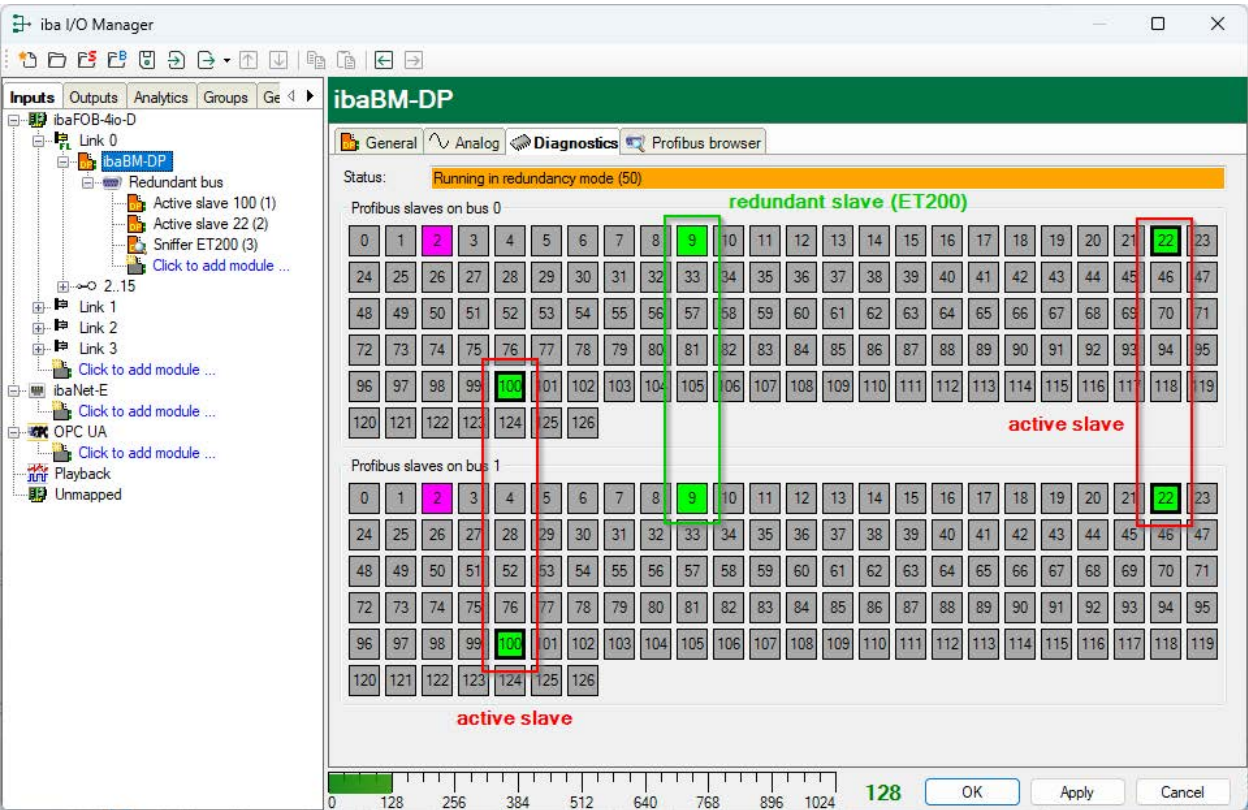 iba I/O Manager
Inputs Outputs Analytics Groups Ge
ibaFOB-4io-D
Link 0
ibaBM-DP
Redundant bus
Active slave 100 (1)
Active slave 22 (2)
Sniffer ET200 (3)
Click to add module ...
2..15
Link 1
Link 2
Link 3
Click to add module ...
ibaNet-E
Click to add module ...
OPC UA
Click to add module ...
Playback
Unmapped
ibaBM-DP
General Analog Diagnostics Profibus browser
Status: Running in redundancy mode (50)
Profibus slaves on bus 0 redundant slave (ET200)
0 1 2 3 4 5 6 7 8 9 10 11 12 13 14 15 16 17 18 19 20 21 22 23
24 25 26 27 28 29 30 31 32 33 34 35 36 37 38 39 40 41 42 43 44 45 46 47
48 49 50 51 52 53 54 55 56 57 58 59 60 61 62 63 64 65 66 67 68 69 70 71
72 73 74 75 76 77 78 79 80 81 82 83 84 85 86 87 88 89 90 91 92 93 94 95
96 97 98 99 100 101 102 103 104 105 106 107 108 109 110 111 112 113 114 115 116 117 118 119
120 121 122 123 124 125 126 active slave
Profibus slaves on bus 1
0 1 2 3 4 5 6 7 8 9 10 11 12 13 14 15 16 17 18 19 20 21 22 23
24 25 26 27 28 29 30 31 32 33 34 35 36 37 38 39 40 41 42 43 44 45 46 47
48 49 50 51 52 53 54 55 56 57 58 59 60 61 62 63 64 65 66 67 68 69 70 71
72 73 74 75 76 77 78 79 80 81 82 83 84 85 86 87 88 89 90 91 92 93 94 95
96 97 98 99 100 101 102 103 104 105 106 107 108 109 110 111 112 113 114 115 116 117 118 119
120 121 122 123 124 125 126
active slave
0 128 256 384 512 640 768 896 1024 128 OK Apply Cancel